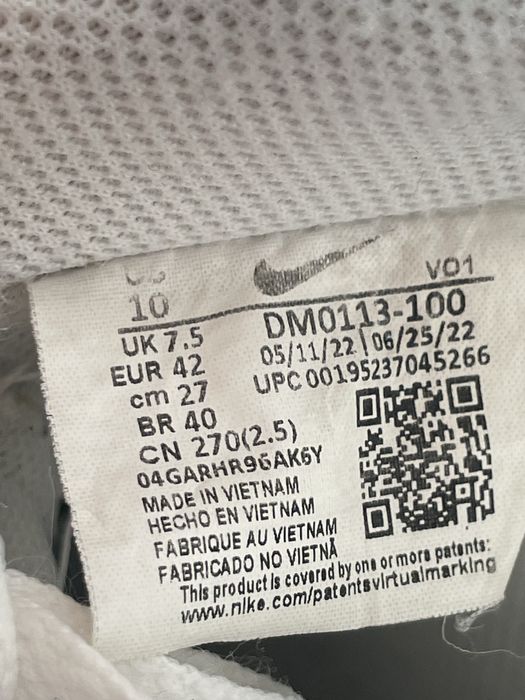 US
10
UK 7.5
EUR 42
cm 27
BR 40
CN 270(2.5)
V01
DM0113-100
05/11/22 | 06/25/22
UPC 00195237045266
04GARHR96AK6Y
MADE IN VIETNAM
HECHO EN VIETNAM
FABRIQUE AU VIETNAM
FABRICADO NO VIETNÃ
This product is covered by one or more patents:
www.nike.com/patentsvirtualmarking